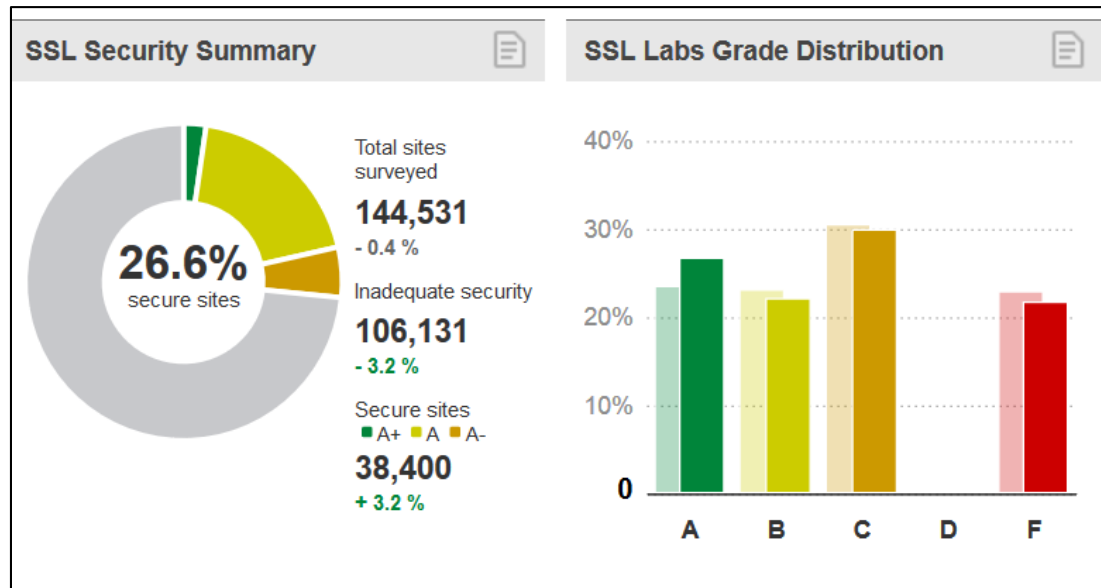 SSL Security Summary
26.6%
secure sites
Total sites
surveyed
144,531
- 0.4 %
Inadequate security
106,131
- 3.2 %
Secure sites
A+ A A-
38,400
+ 3.2 %
SSL Labs Grade Distribution
40%
30%
20%
10%
0
A B C D F